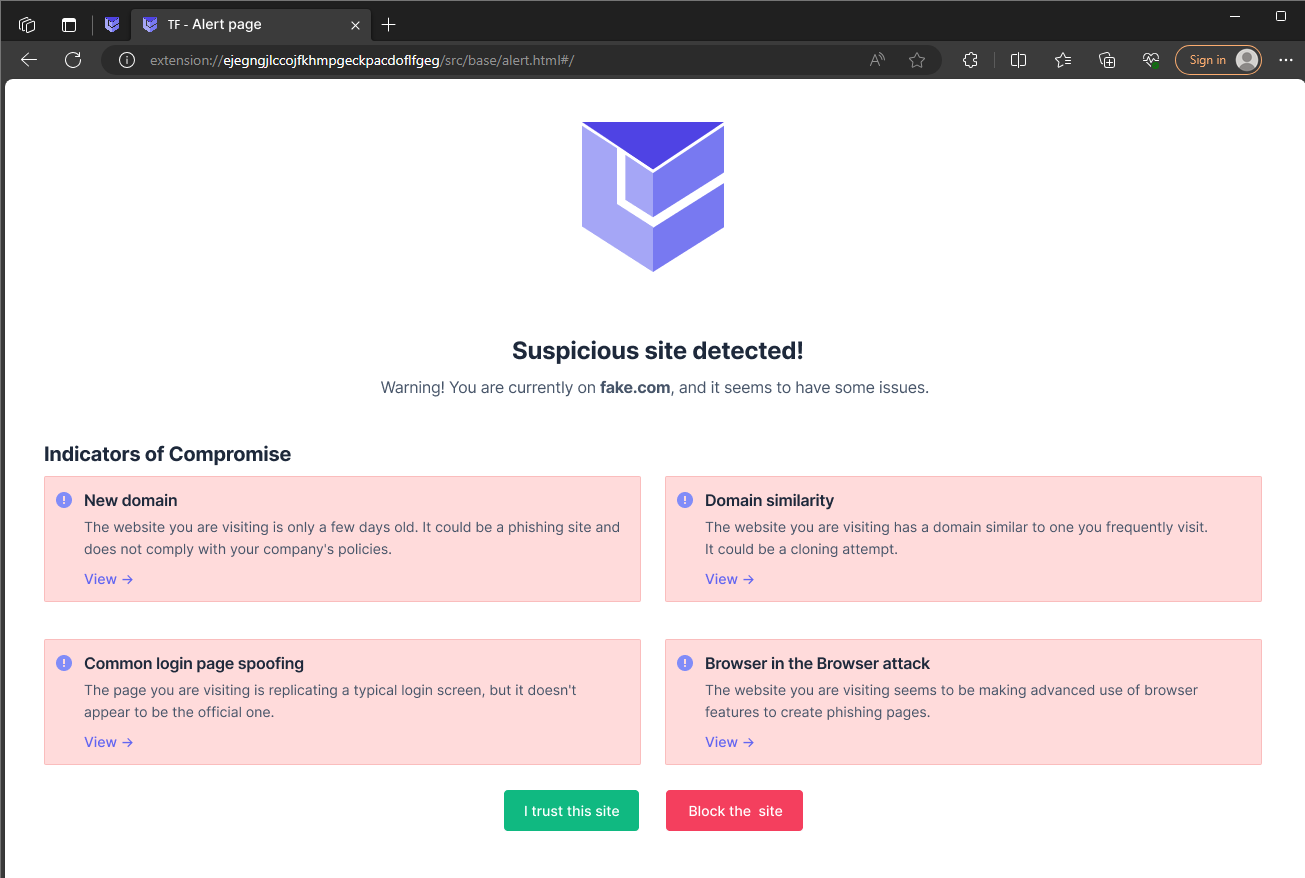 TF - Alert page
extension://ejegngjlccojfkhmpgeckpacdoflfgeg/src/base/alert.html#/
Sign in
Suspicious site detected!
Warning! You are currently on fake.com, and it seems to have some issues.
Indicators of Compromise
New domain
The website you are visiting is only a few days old. It could be a phishing site and
does not comply with your company's policies.
View →
Domain similarity
The website you are visiting has a domain similar to one you frequently visit.
It could be a cloning attempt.
View →
Common login page spoofing
The page you are visiting is replicating a typical login screen, but it doesn't
appear to be the official one.
View →
Browser in the Browser attack
The website you are visiting seems to be making advanced use of browser
features to create phishing pages.
View →
I trust this site
Block the  site